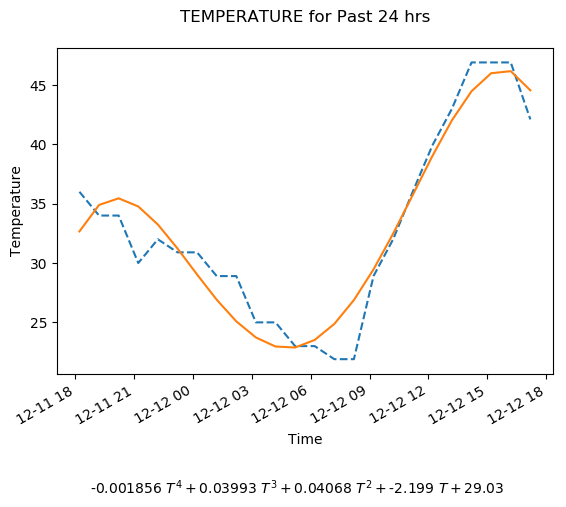 TEMPERATURE for Past 24 hrs
45
40
35
30
25
Temperature
12-11 18 12-11 21 12-12 00 12-12 03 12-12 06 12-12 09 12-12 12 12-12 15 12-12 18
Time
-0.001856 T⁴ + 0.03993 T³ + 0.04068 T² + -2.199 T + 29.03